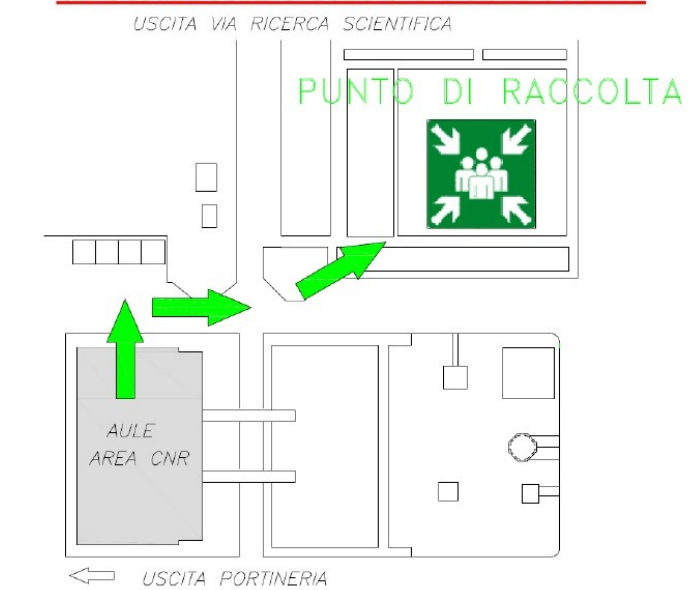 USCITA VIA RICERCA SCIENTIFICA
PUNTO DI RACCOLTA
AULE
AREA CNR
USCITA PORTINERIA